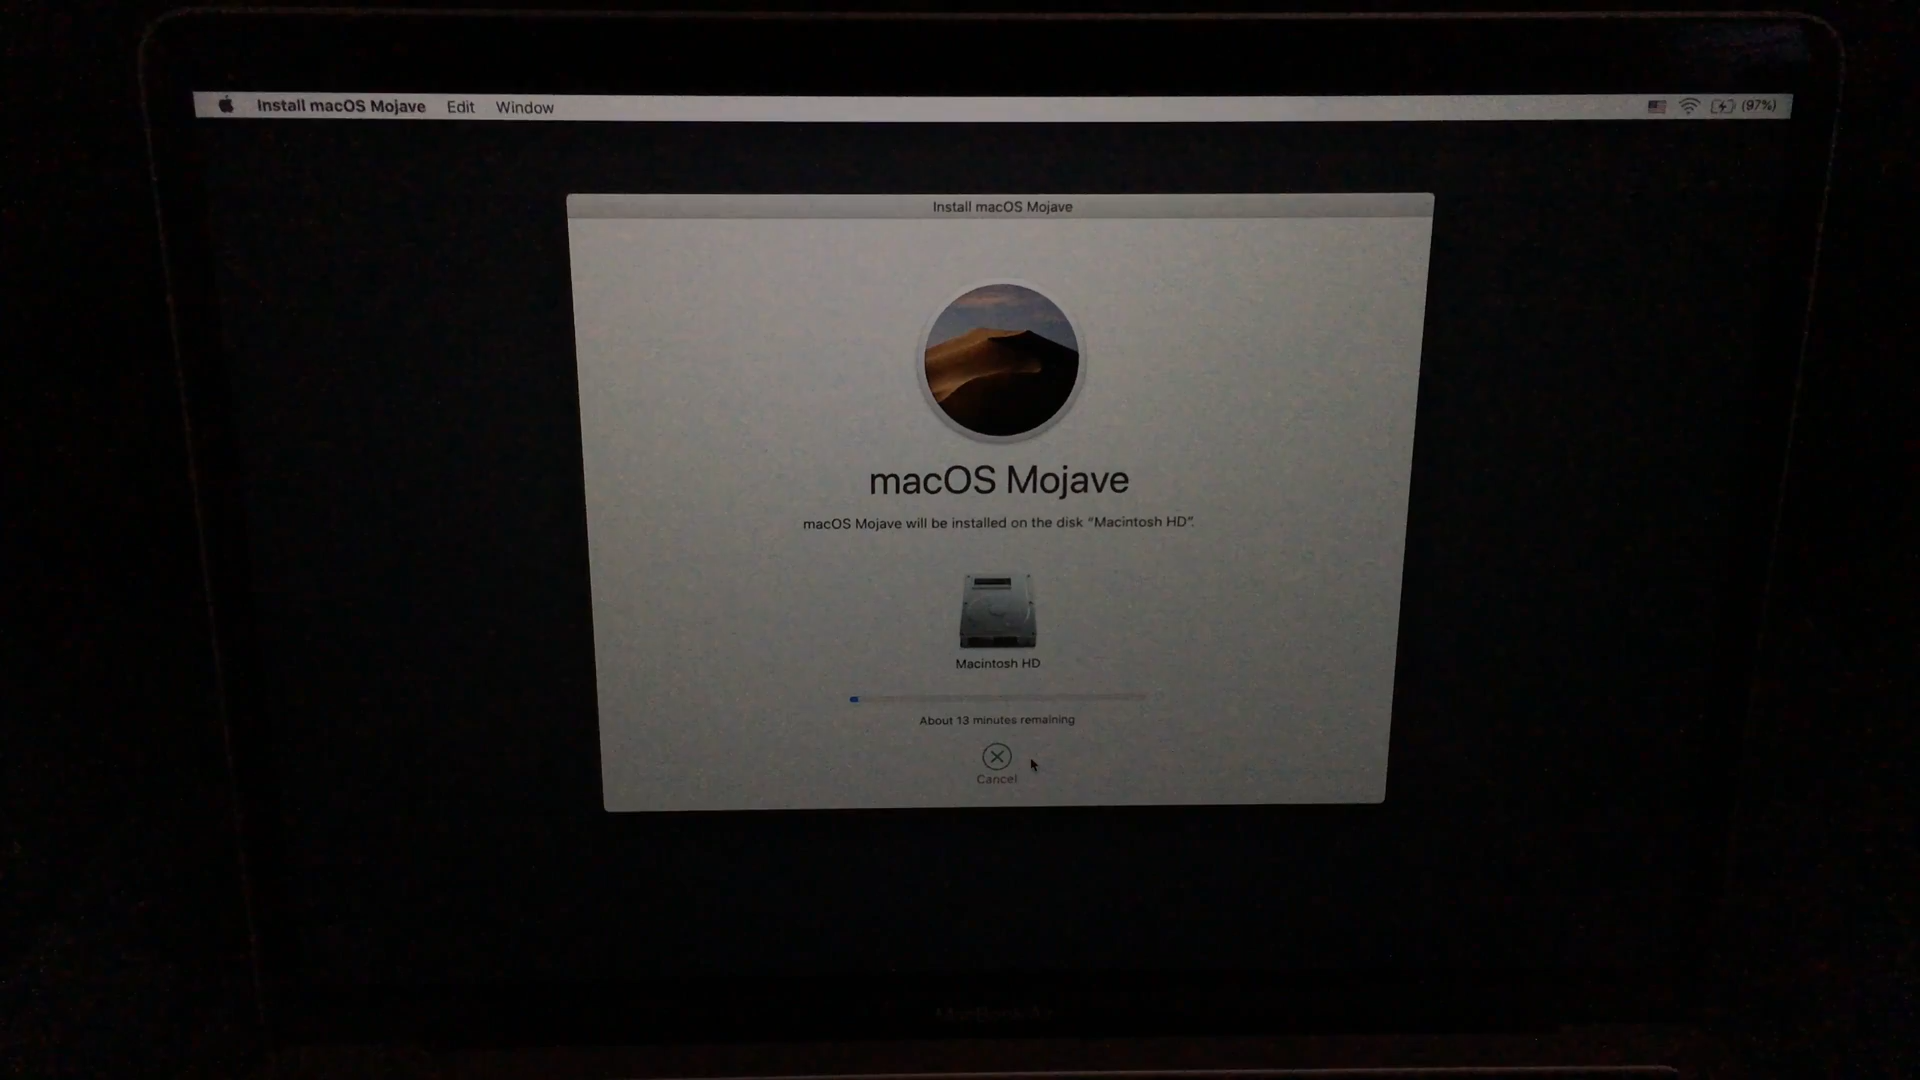 Install macOS Mojave Edit Window (97%)
Install macOS Mojave
macOS Mojave
macOS Mojave will be installed on the disk “Macintosh HD”.
Macintosh HD
About 13 minutes remaining
Cancel